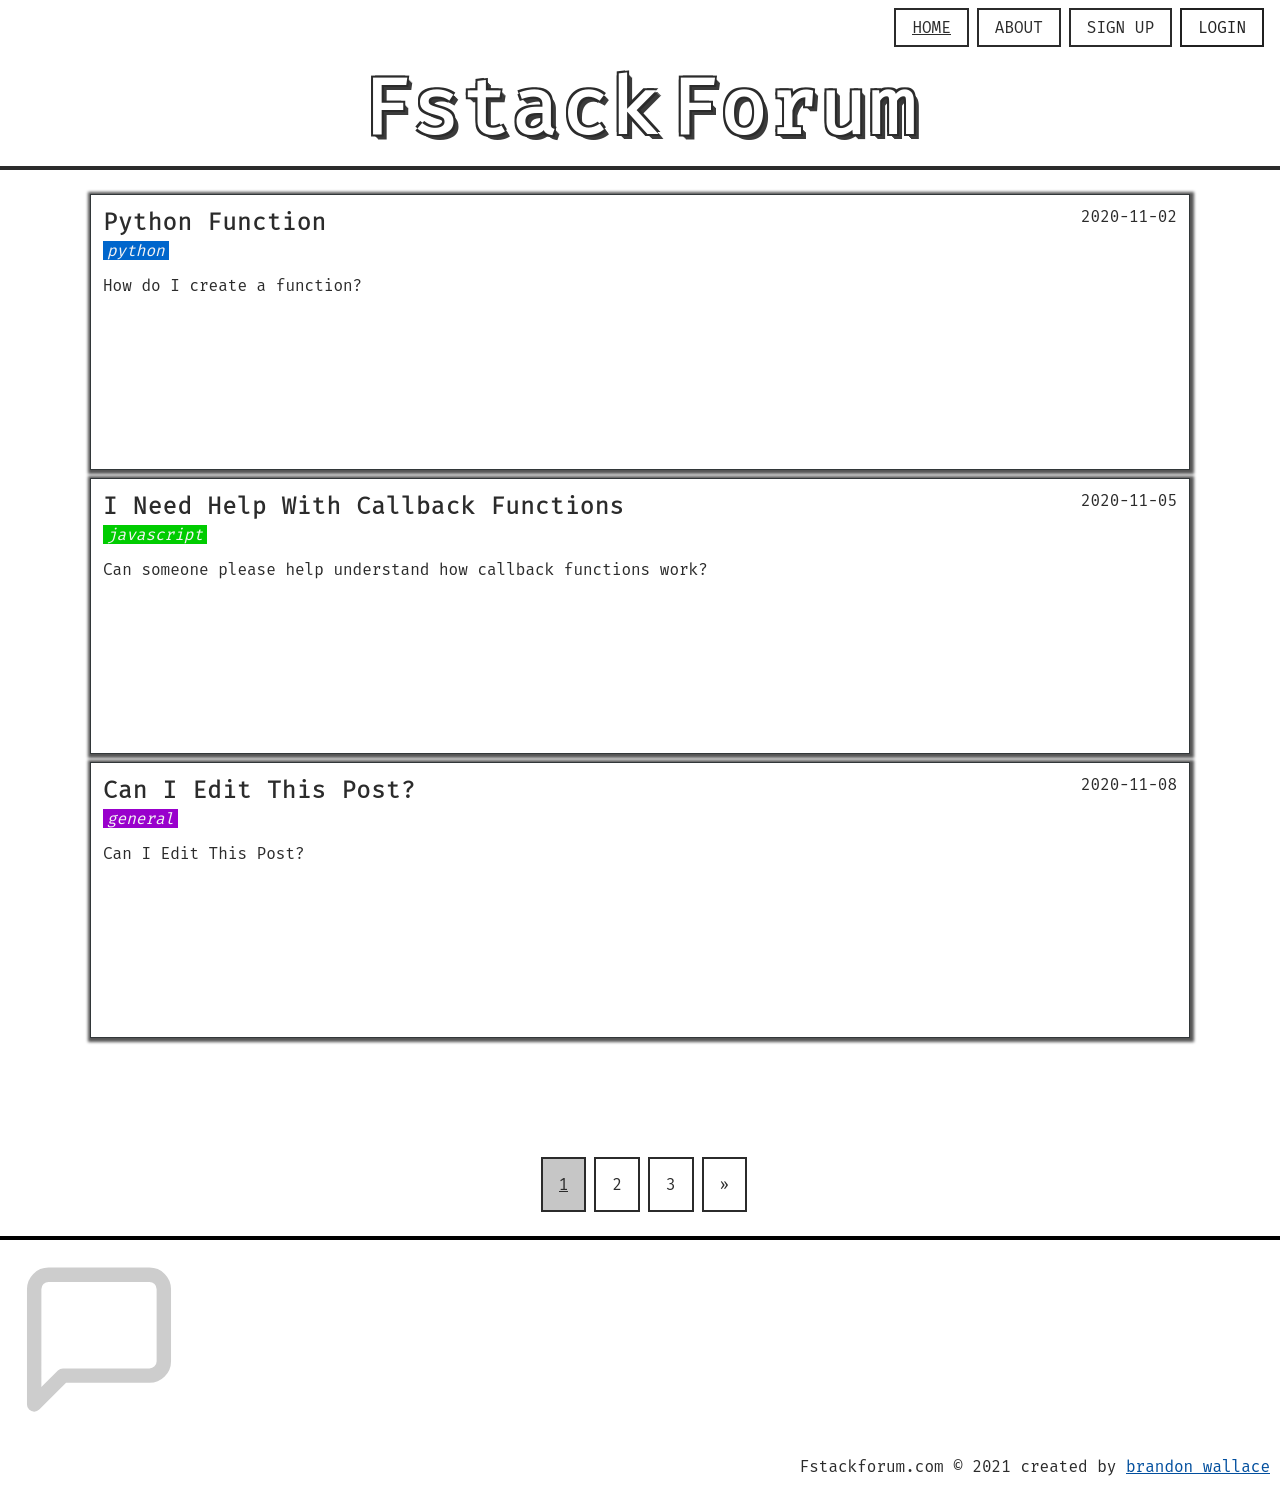 HOME ABOUT SIGN UP LOGIN
Fstack Forum
Python Function 2020-11-02
python
How do I create a function?
I Need Help With Callback Functions 2020-11-05
javascript
Can someone please help understand how callback functions work?
Can I Edit This Post? 2020-11-08
general
Can I Edit This Post?
1 2 3 »
Fstackforum.com © 2021 created by brandon wallace